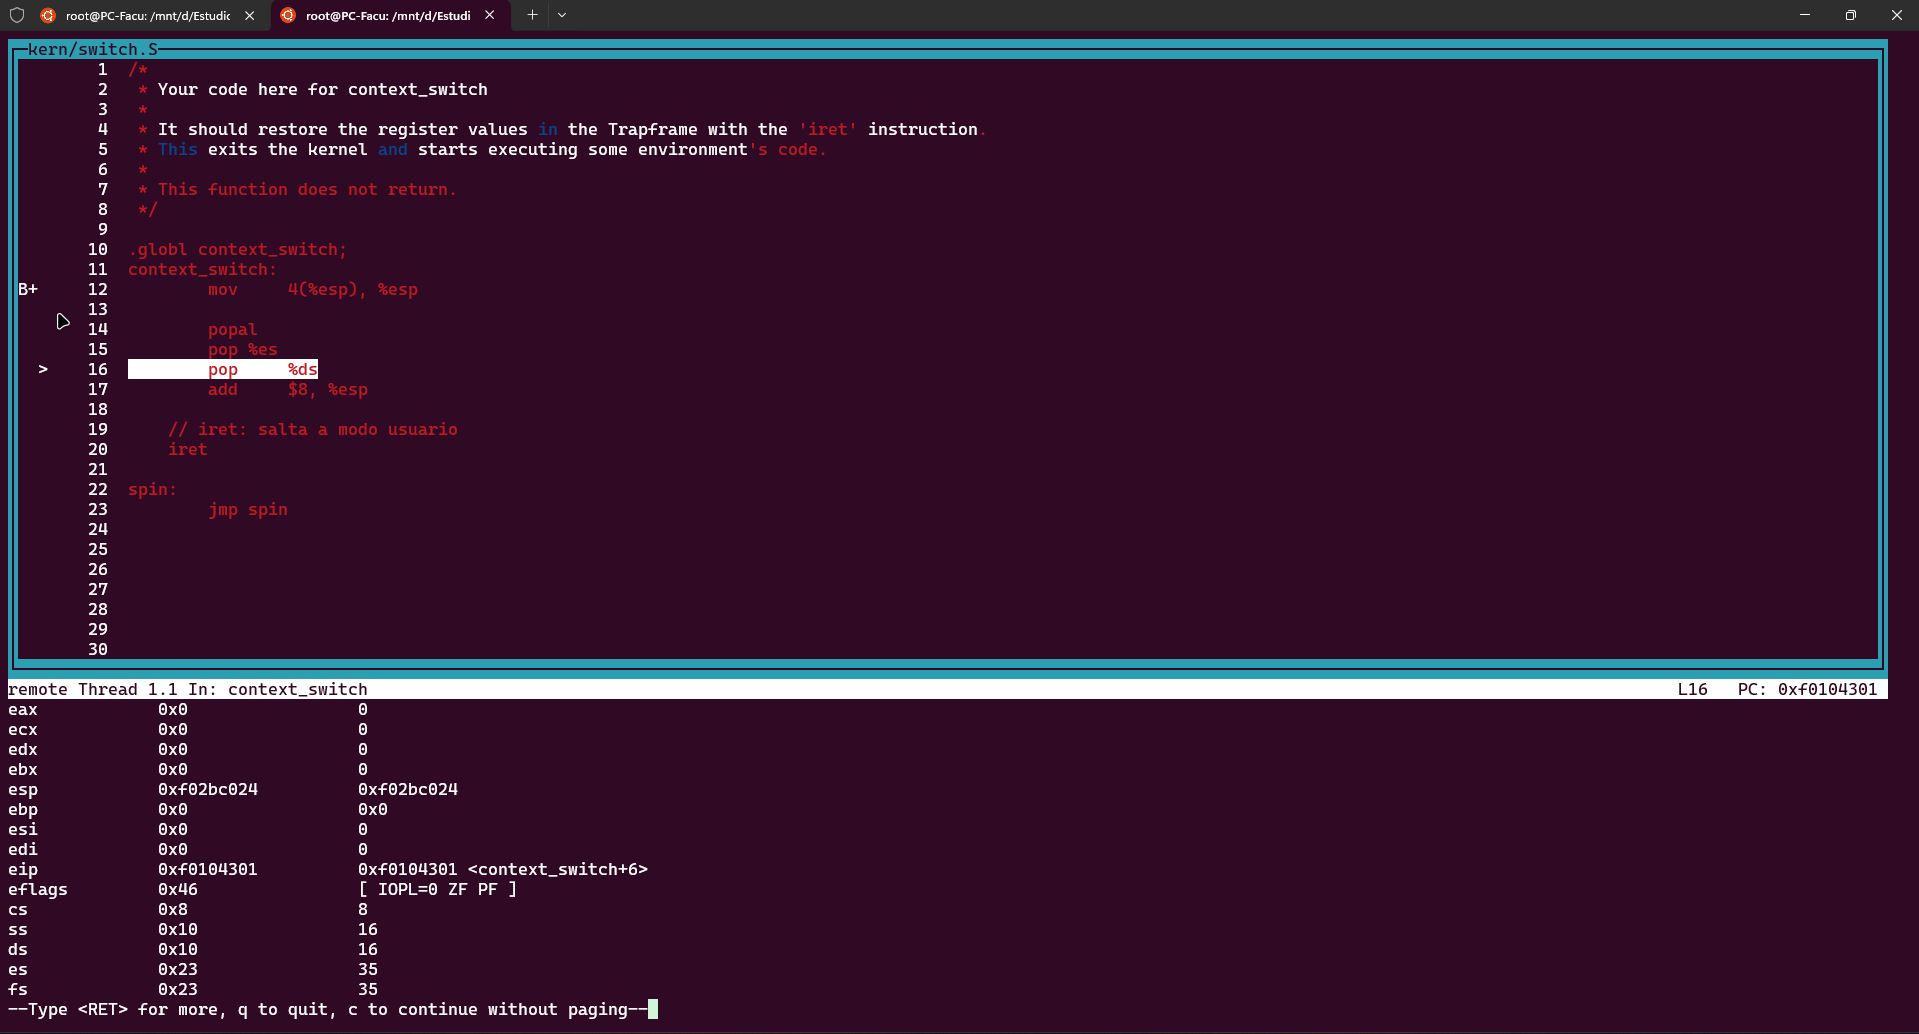 root@PC-Facu: /mnt/d/Estudic
root@PC-Facu: /mnt/d/Estudi
kern/switch.S
1 /*
2 * Your code here for context_switch
3 *
4 * It should restore the register values in the Trapframe with the 'iret' instruction.
5 * This exits the kernel and starts executing some environment's code.
6 *
7 * This function does not return.
8 */
9
10 .globl context_switch;
11 context_switch:
B+ 12 mov 4(%esp), %esp
13
14 popal
15 pop %es
> 16 pop %ds
17 add $8, %esp
18
19 // iret: salta a modo usuario
20 iret
21
22 spin:
23 jmp spin
24
25
26
27
28
29
30
remote Thread 1.1 In: context_switch L16 PC: 0xf0104301
eax 0x0 0
ecx 0x0 0
edx 0x0 0
ebx 0x0 0
esp 0xf02bc024 0xf02bc024
ebp 0x0 0x0
esi 0x0 0
edi 0x0 0
eip 0xf0104301 0xf0104301 <context_switch+6>
eflags 0x46 [ IOPL=0 ZF PF ]
cs 0x8 8
ss 0x10 16
ds 0x10 16
es 0x23 35
fs 0x23 35
--Type <RET> for more, q to quit, c to continue without paging--